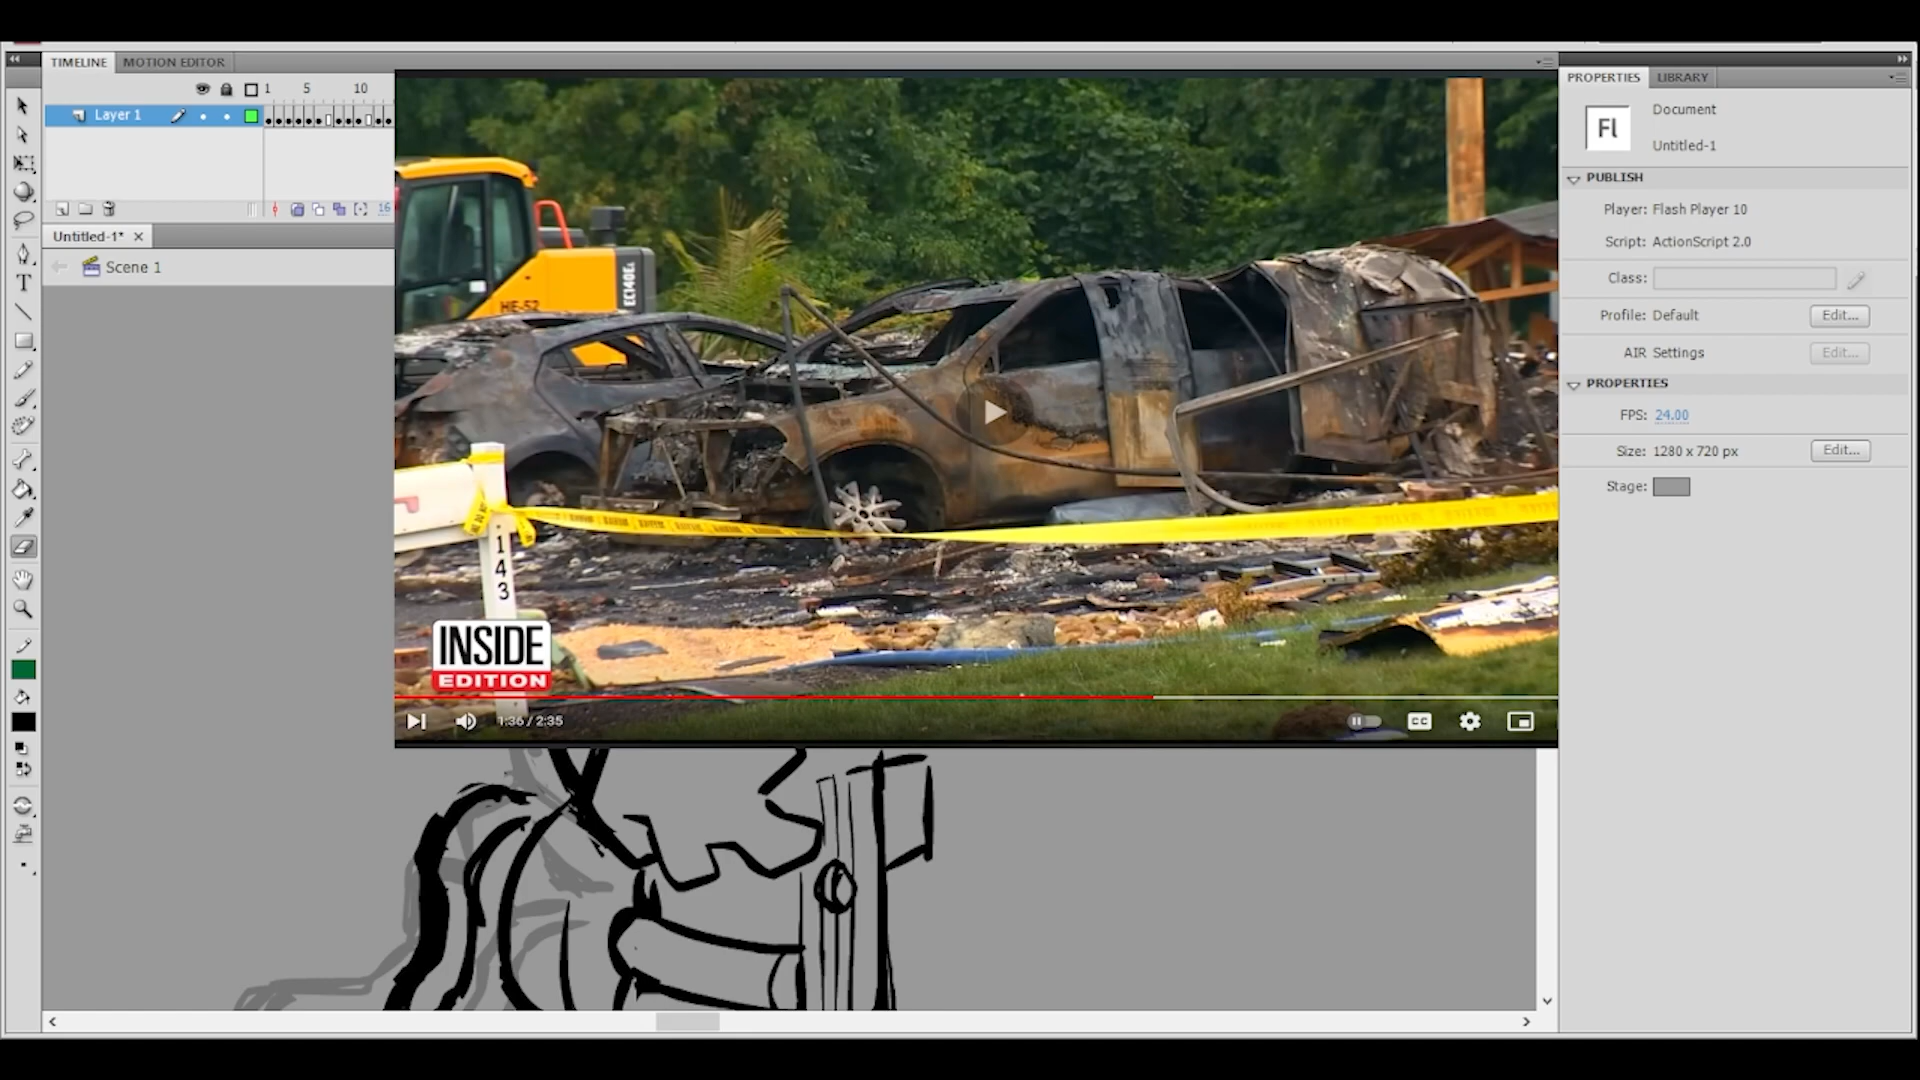 TIMELINE
MOTION EDITOR
1 5 10
Layer 1
16
Untitled-1*
Scene 1
HE-52
EC140E
143
INSIDE
EDITION
1:36 / 2:35
CC
PROPERTIES
LIBRARY
Fl
Document
Untitled-1
PUBLISH
Player: Flash Player 10
Script: ActionScript 2.0
Class:
Profile: Default
Edit...
AIR Settings
Edit...
PROPERTIES
FPS: 24.00
Size: 1280 x 720 px
Edit...
Stage:
T